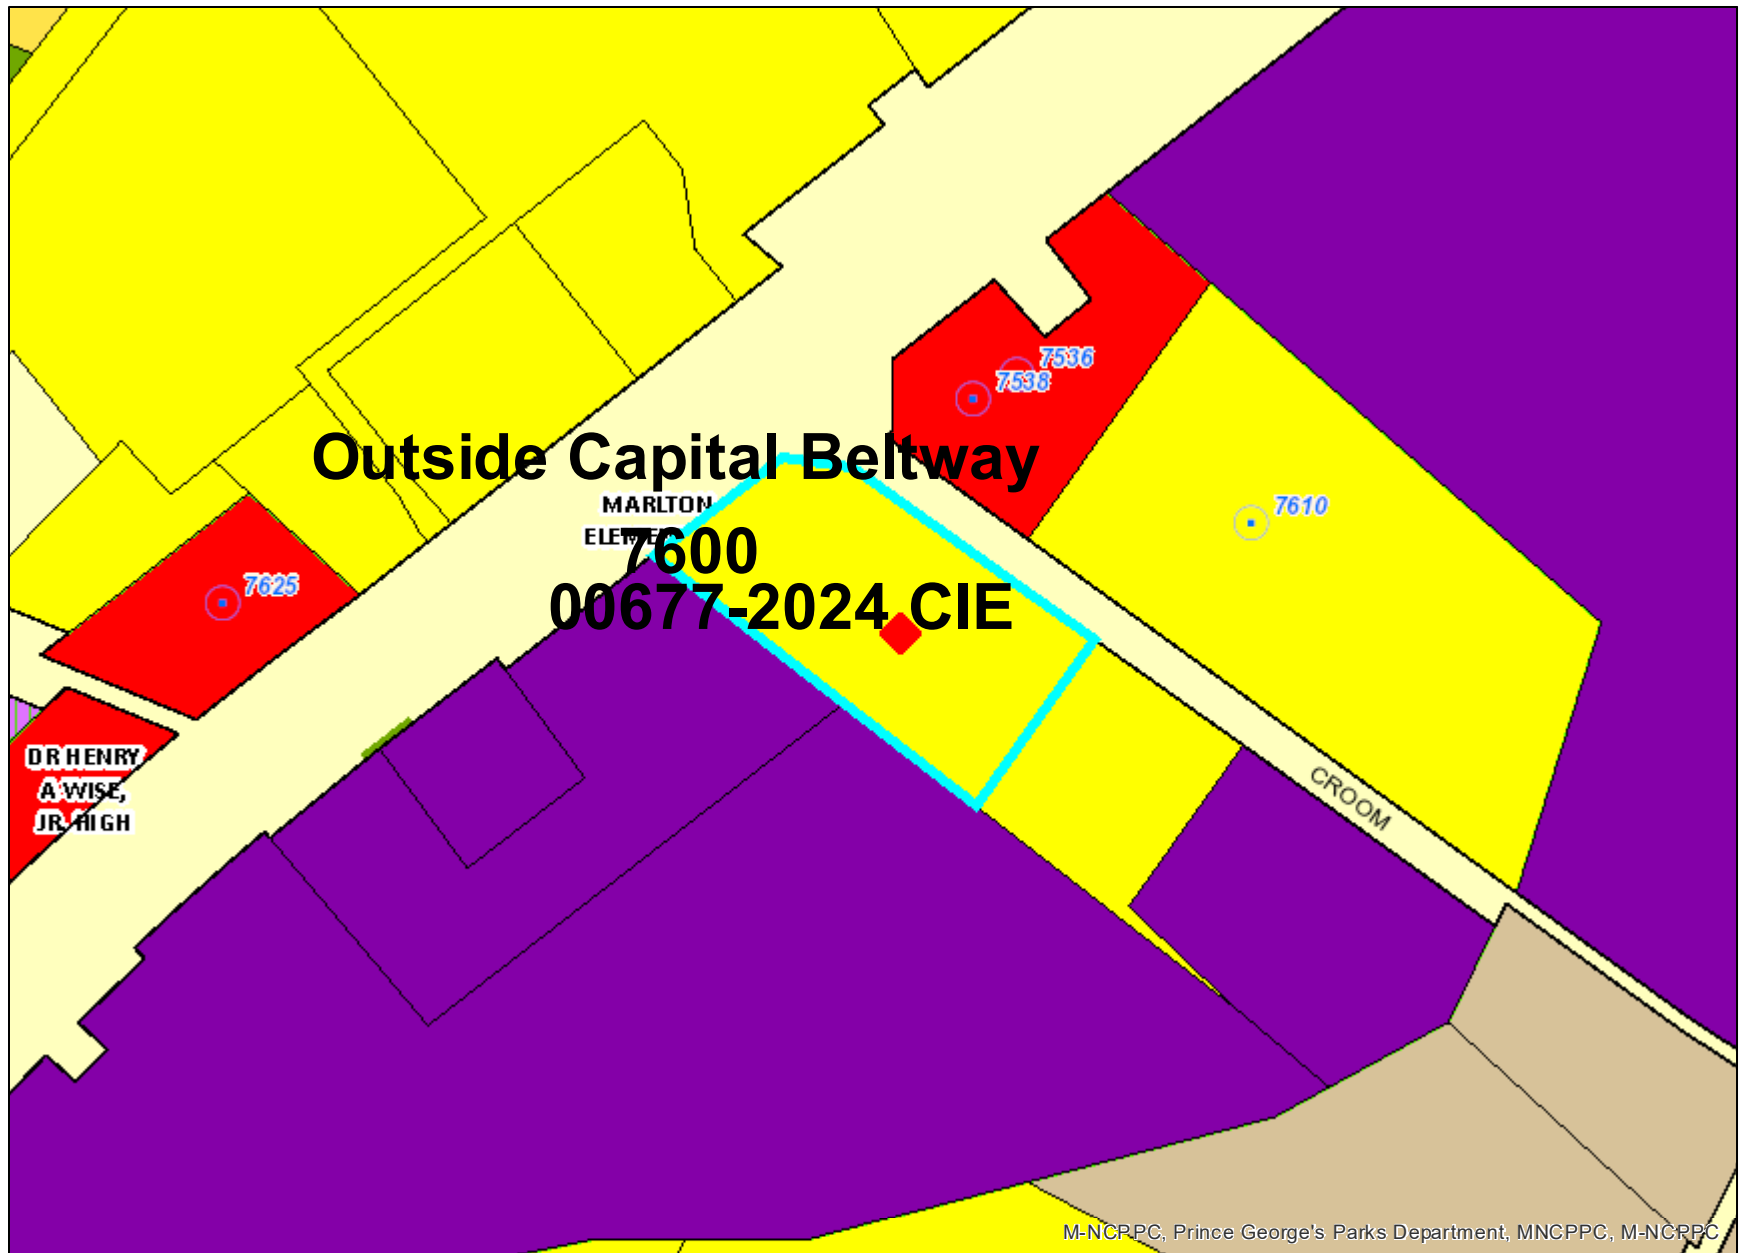 7536
7538
Outside Capital Beltway
MARLTON
7610
7600
7625
00677-2024 CIE
DR HENRY
A WISE,
JR. HIGH
CROOM
M-NCPPC, Prince George's Parks Department, MNCPPC, M-NCPPC